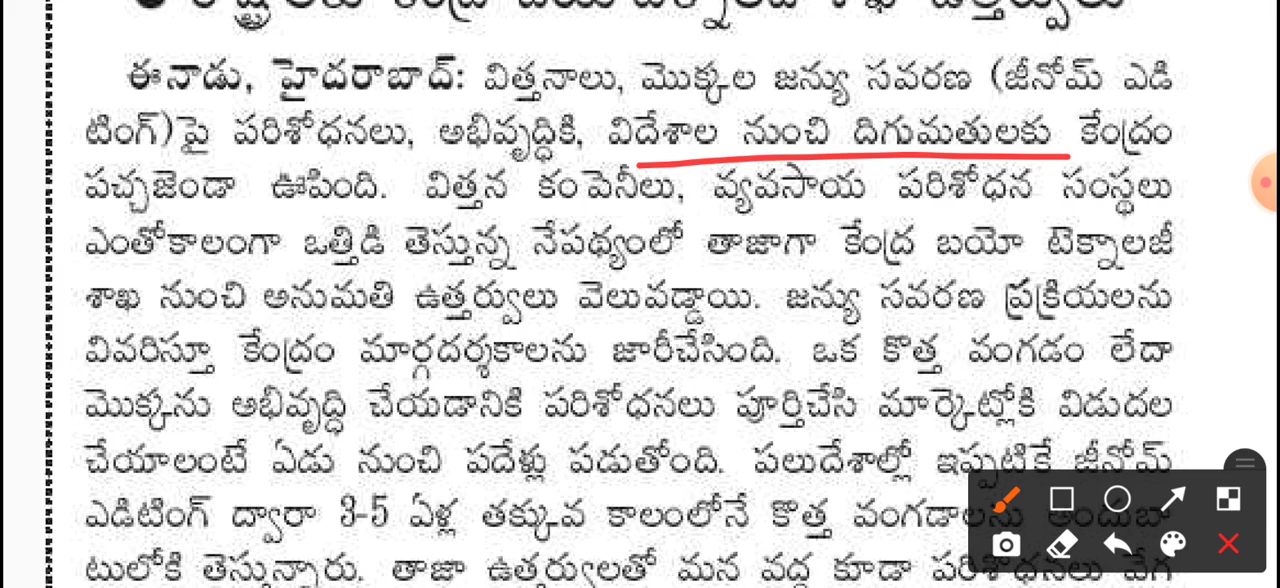 ఈనాడు, హైదరాబాద్: విత్తనాలు, మొక్కల జన్యు సవరణ (జీనోమ్ ఎడి
టింగ్)పై పరిశోధనలు, అభివృద్ధికి, విదేశాల నుంచి దిగుమతులకు కేంద్రం
పచ్చజెండా ఊపింది. విత్తన కంపెనీలు, వ్యవసాయ పరిశోధన సంస్థలు
ఎంతోకాలంగా ఒత్తిడి తెస్తున్న నేపథ్యంలో తాజాగా కేంద్ర బయో టెక్నాలజీ
శాఖ నుంచి అనుమతి ఉత్తర్వులు వెలువడ్డాయి. జన్యు సవరణ ప్రక్రియలను
వివరిస్తూ కేంద్రం మార్గదర్శకాలను జారీచేసింది. ఒక కొత్త వంగడం లేదా
మొక్కను అభివృద్ధి చేయడానికి పరిశోధనలు పూర్తిచేసి మార్కెట్లోకి విడుదల
చేయాలంటే ఏడు నుంచి పదేళ్లు పడుతోంది. పలుదేశాల్లో ఇప్పటికే జీనోమ్
ఎడిటింగ్ ద్వారా 3-5 ఏళ్ల తక్కువ కాలంలోనే కొత్త వంగడాలను అందుబా
టులోకి తెస్తున్నారు. తాజా ఉత్తర్వులతో మన వద్ద కూడా పరిశోధనలు